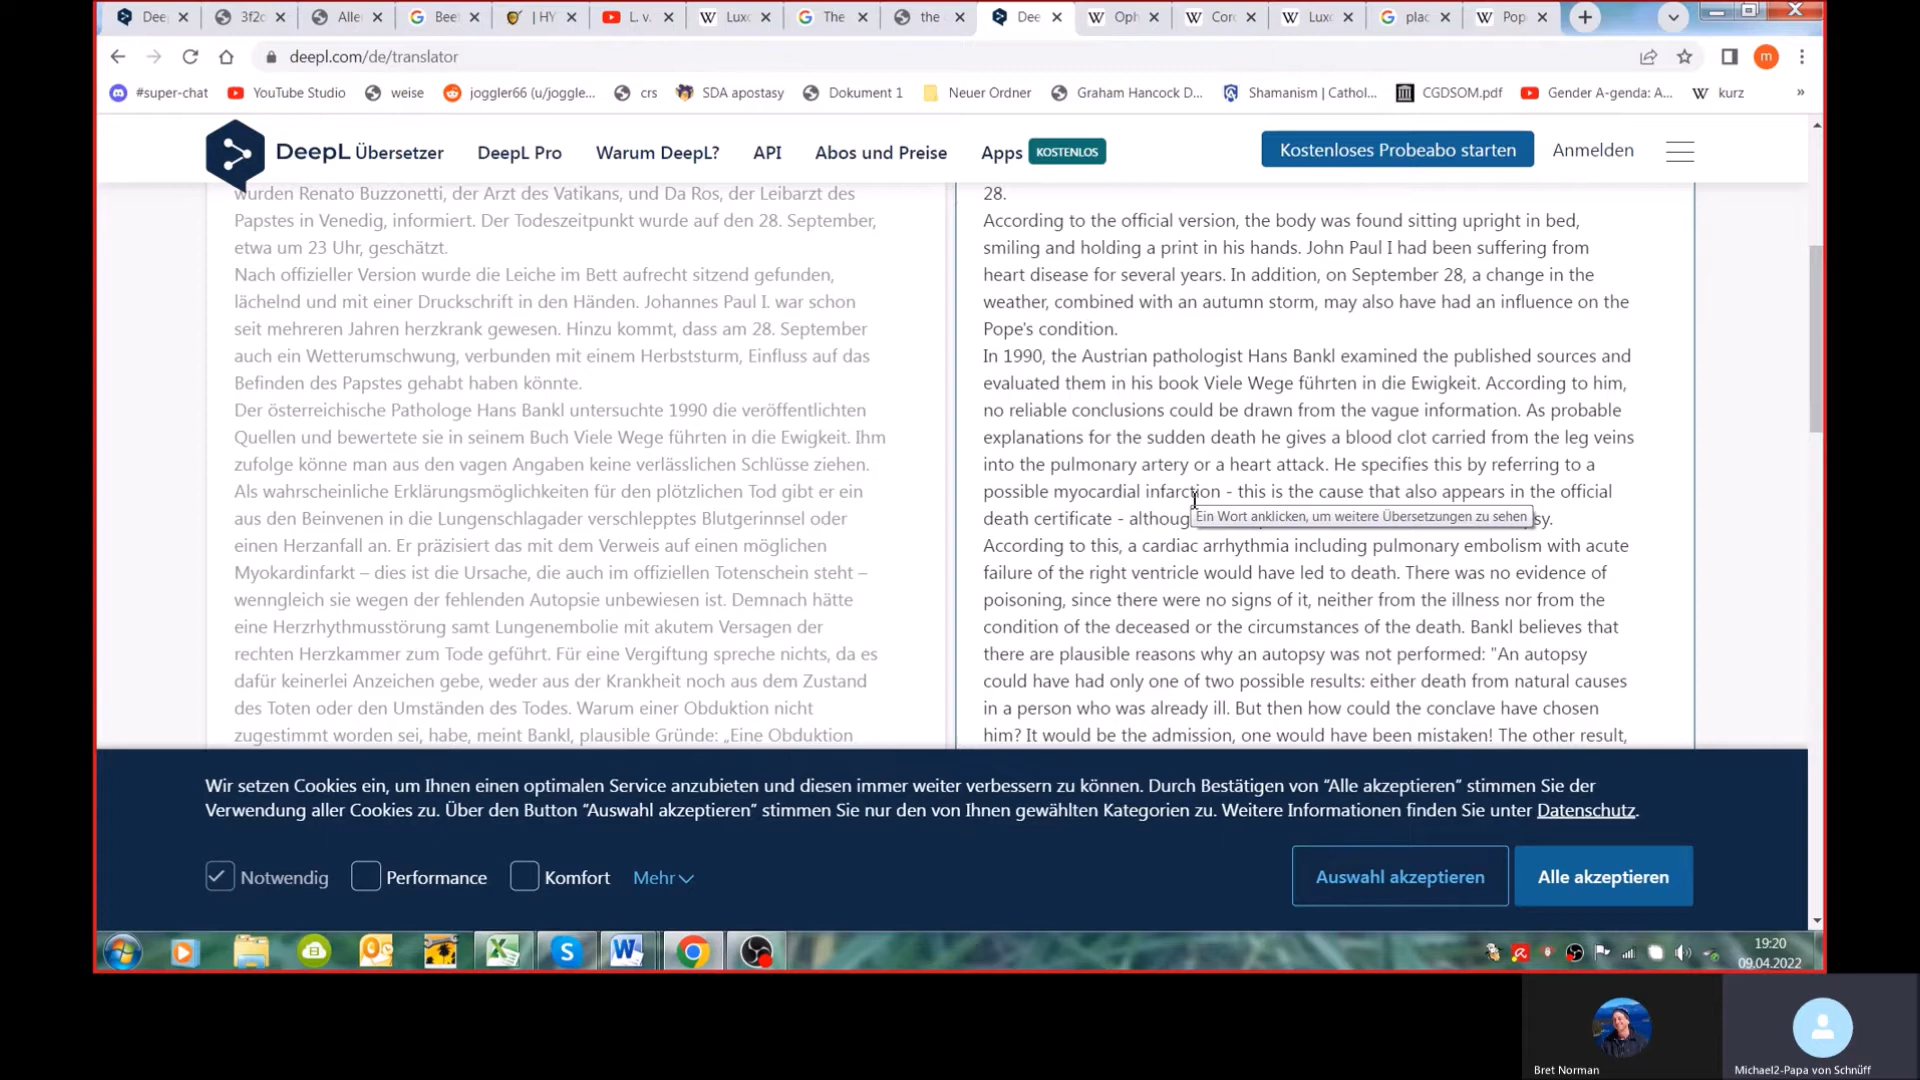 Dee
3f2c
Alle
Beet
| HY
L. v.
Luxe
The
the
Dee
Oph
Cor
Luxe
plac
Pop
deepl.com/de/translator
m
#super-chat
YouTube Studio
weise
joggler66 (u/joggle...
crs
SDA apostasy
Dokument 1
Neuer Ordner
Graham Hancock D...
Shamanism | Cathol...
CGDSOM.pdf
Gender A-genda: A...
kurz
»
DeepL Übersetzer
DeepL Pro
Warum DeepL?
API
Abos und Preise
Apps KOSTENLOS
Kostenloses Probeabo starten
Anmelden
wurden Renato Buzzonetti, der Arzt des Vatikans, und Da Ros, der Leibarzt des
Papstes in Venedig, informiert. Der Todeszeitpunkt wurde auf den 28. September,
etwa um 23 Uhr, geschätzt.
Nach offizieller Version wurde die Leiche im Bett aufrecht sitzend gefunden,
lächelnd und mit einer Druckschrift in den Händen. Johannes Paul I. war schon
seit mehreren Jahren herzkrank gewesen. Hinzu kommt, dass am 28. September
auch ein Wetterumschwung, verbunden mit einem Herbststurm, Einfluss auf das
Befinden des Papstes gehabt haben könnte.
Der österreichische Pathologe Hans Bankl untersuchte 1990 die veröffentlichten
Quellen und bewertete sie in seinem Buch Viele Wege führten in die Ewigkeit. Ihm
zufolge könne man aus den vagen Angaben keine verlässlichen Schlüsse ziehen.
Als wahrscheinliche Erklärungsmöglichkeiten für den plötzlichen Tod gibt er ein
aus den Beinvenen in die Lungenschlagader verschlepptes Blutgerinnsel oder
einen Herzanfall an. Er präzisiert das mit dem Verweis auf einen möglichen
Myokardinfarkt – dies ist die Ursache, die auch im offiziellen Totenschein steht –
wenngleich sie wegen der fehlenden Autopsie unbewiesen ist. Demnach hätte
eine Herzrhythmusstörung samt Lungenembolie mit akutem Versagen der
rechten Herzkammer zum Tode geführt. Für eine Vergiftung spreche nichts, da es
dafür keinerlei Anzeichen gebe, weder aus der Krankheit noch aus dem Zustand
des Toten oder den Umständen des Todes. Warum einer Obduktion nicht
zugestimmt worden sei, habe, meint Bankl, plausible Gründe: „Eine Obduktion
28.
According to the official version, the body was found sitting upright in bed,
smiling and holding a print in his hands. John Paul I had been suffering from
heart disease for several years. In addition, on September 28, a change in the
weather, combined with an autumn storm, may also have had an influence on the
Pope's condition.
In 1990, the Austrian pathologist Hans Bankl examined the published sources and
evaluated them in his book Viele Wege führten in die Ewigkeit. According to him,
no reliable conclusions could be drawn from the vague information. As probable
explanations for the sudden death he gives a blood clot carried from the leg veins
into the pulmonary artery or a heart attack. He specifies this by referring to a
possible myocardial infarction - this is the cause that also appears in the official
death certificate - althoug
Ein Wort anklicken, um weitere Übersetzungen zu sehen
sy.
According to this, a cardiac arrhythmia including pulmonary embolism with acute
failure of the right ventricle would have led to death. There was no evidence of
poisoning, since there were no signs of it, neither from the illness nor from the
condition of the deceased or the circumstances of the death. Bankl believes that
there are plausible reasons why an autopsy was not performed: "An autopsy
could have had only one of two possible results: either death from natural causes
in a person who was already ill. But then how could the conclave have chosen
him? It would be the admission, one would have been mistaken! The other result,
Wir setzen Cookies ein, um Ihnen einen optimalen Service anzubieten und diesen immer weiter verbessern zu können. Durch Bestätigen von “Alle akzeptieren” stimmen Sie der
Verwendung aller Cookies zu. Über den Button “Auswahl akzeptieren” stimmen Sie nur den von Ihnen gewählten Kategorien zu. Weitere Informationen finden Sie unter Datenschutz.
Notwendig
Performance
Komfort
Mehr
Auswahl akzeptieren
Alle akzeptieren
19:20
09.04.2022
Bret Norman
Michael2-Papa von Schnüff